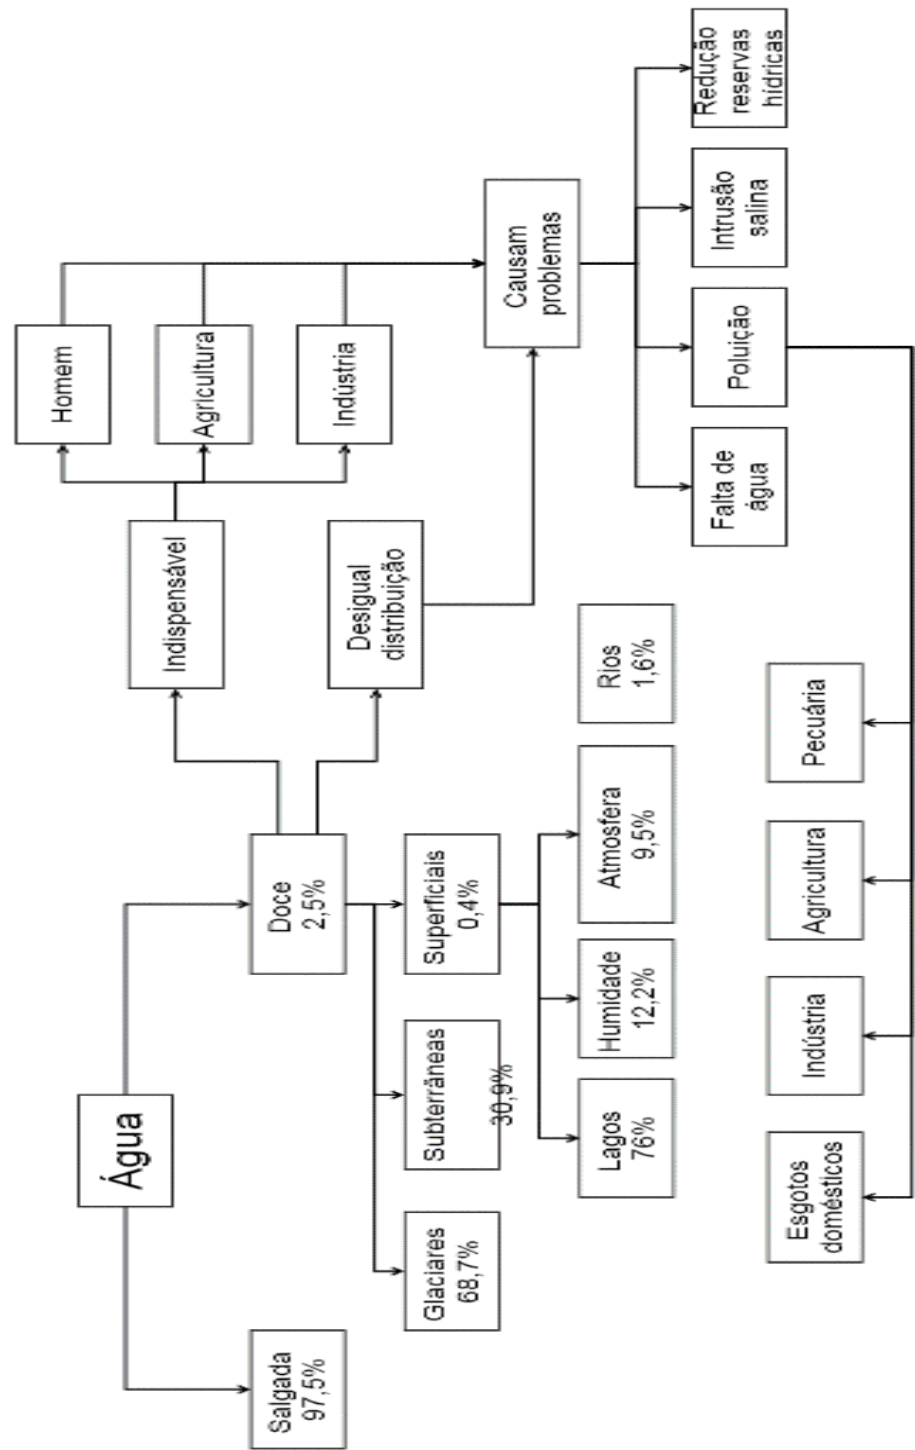 Água
Salgada
97,5%
Doce
2,5%
Glaciares
68,7%
Subterrâneas
30,9%
Superficiais
0,4%
Lagos
76%
Humidade
12,2%
Atmosfera
9,5%
Rios
1,6%
Indispensável
Desigual
distribuição
Homem
Agricultura
Indústria
Causam
problemas
Falta de
água
Poluição
Intrusão
salina
Redução
reservas
hídricas
Esgotos
domésticos
Indústria
Agricultura
Pecuária